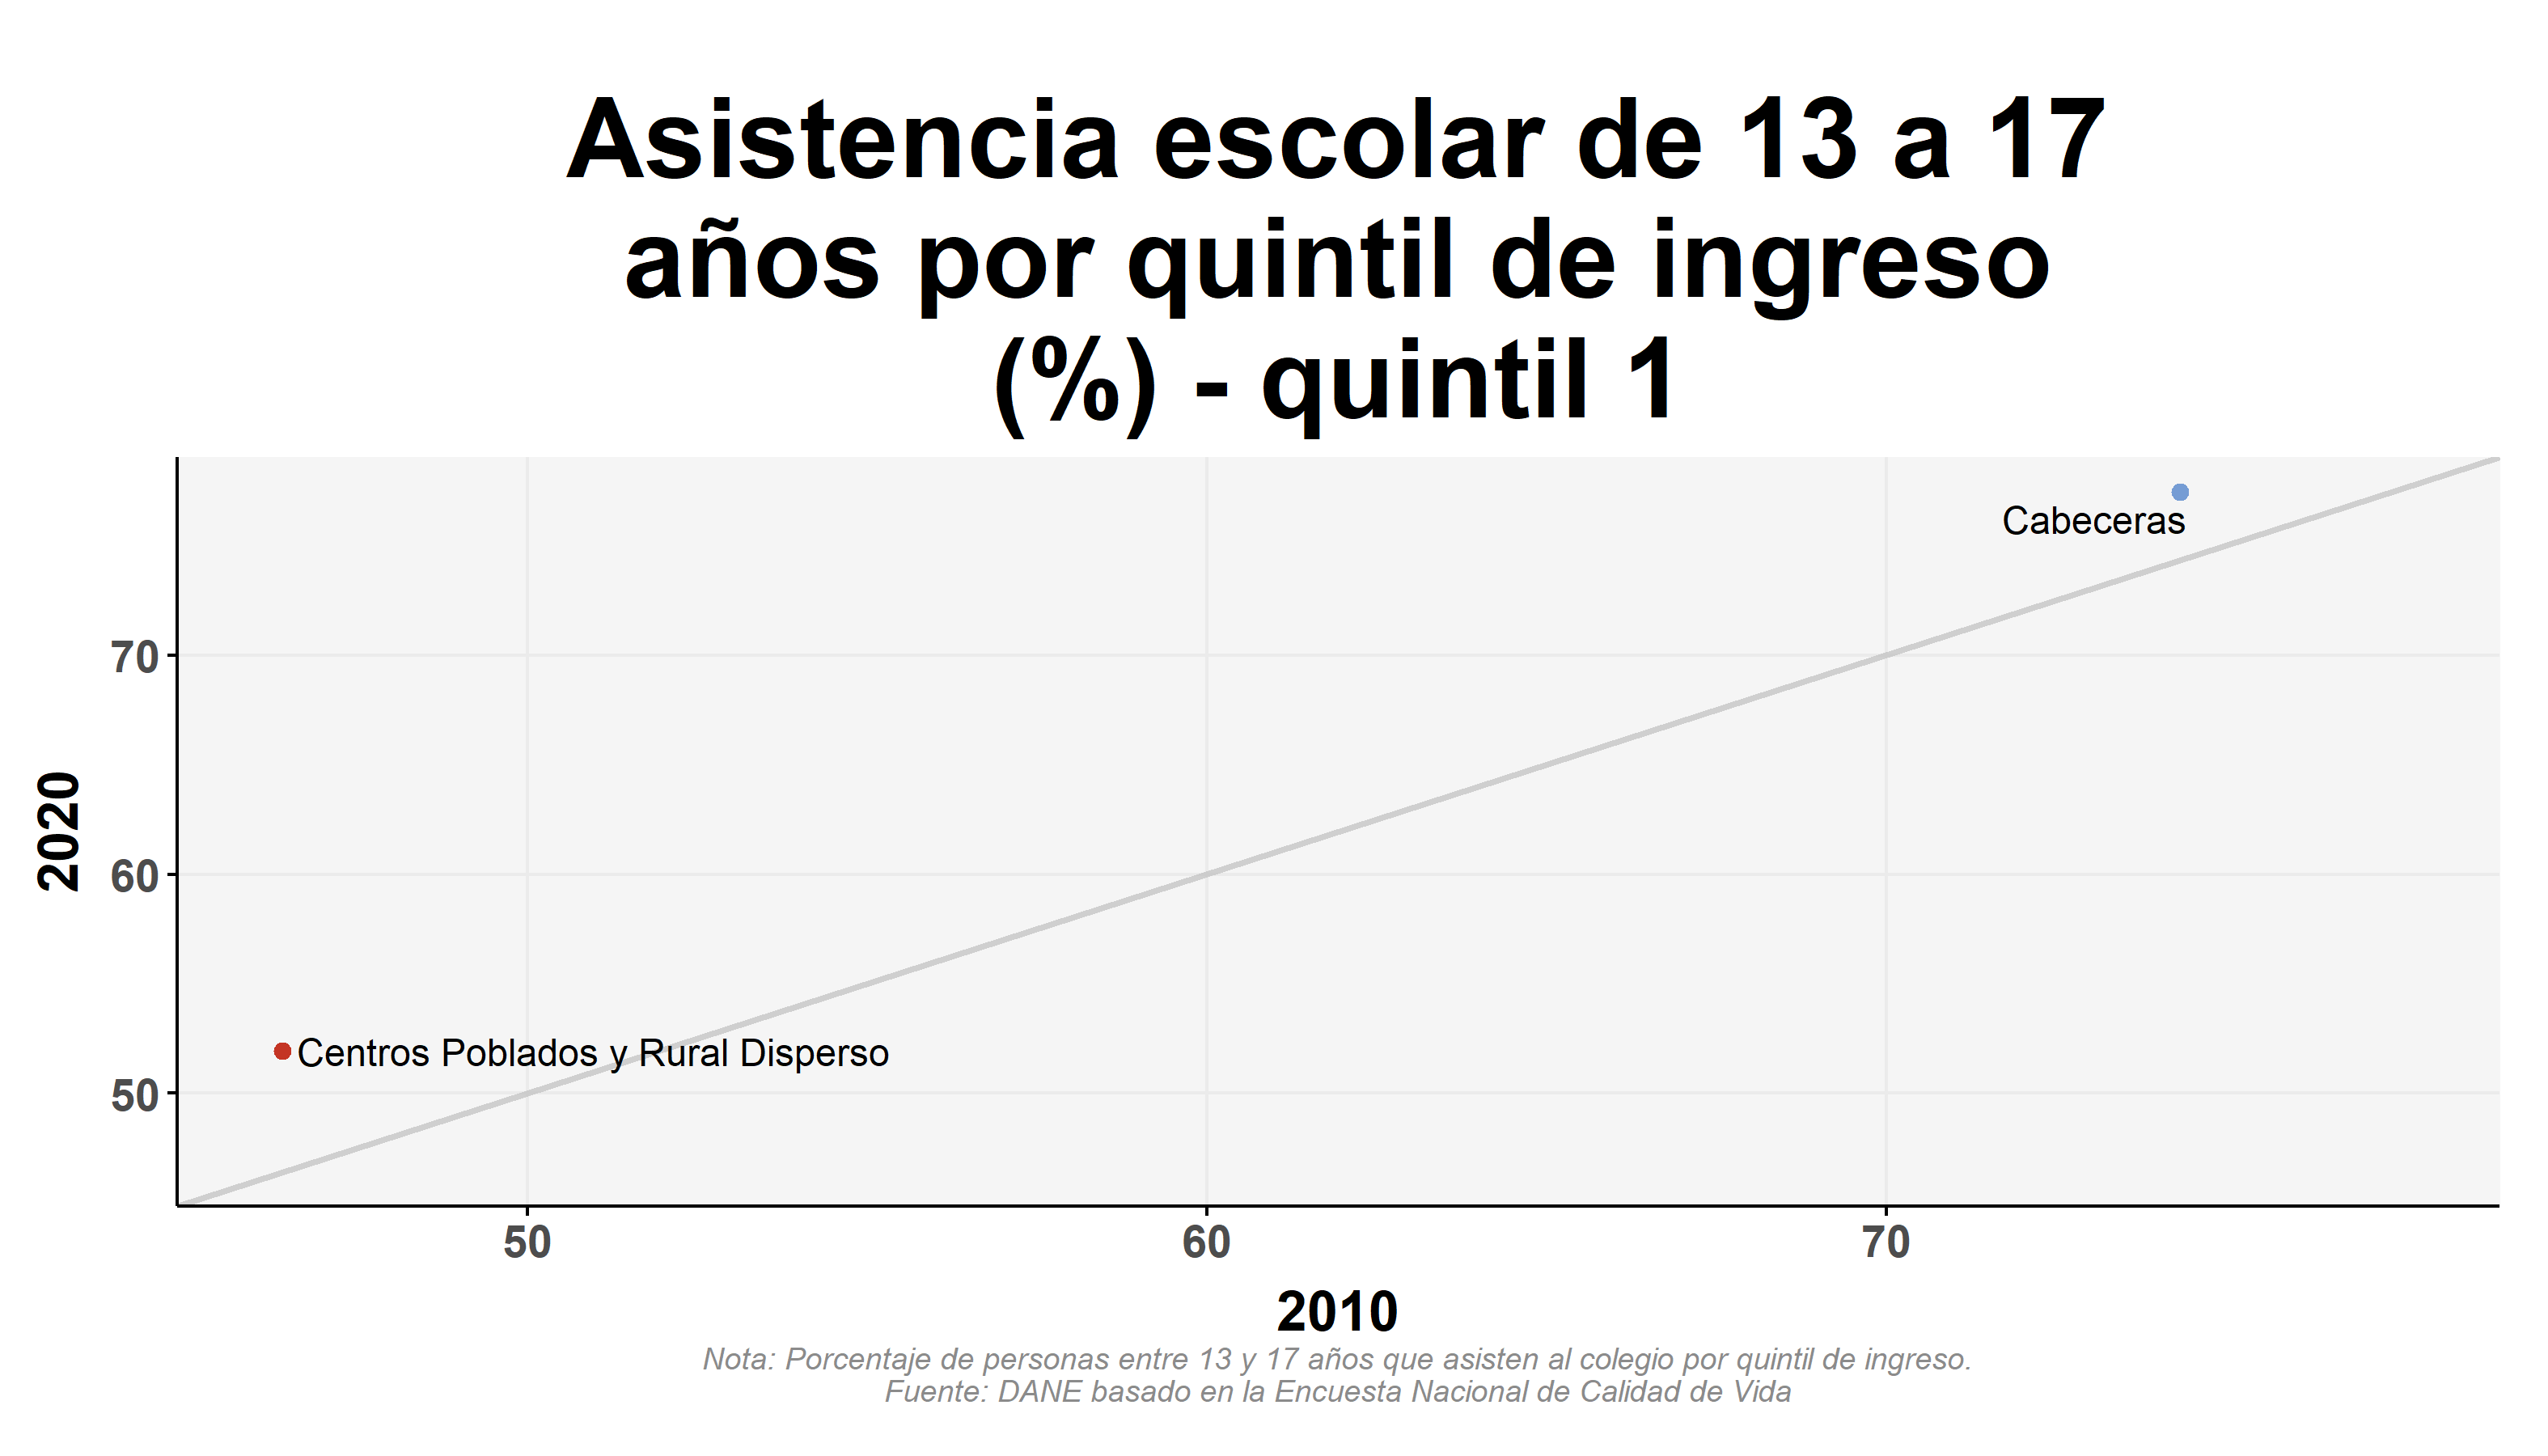 Asistencia escolar de 13 a 17
años por quintil de ingreso
(%) - quintil 1
Cabeceras
70
2020
60
Centros Poblados y Rural Disperso
50
50
60
70
2010
Nota: Porcentaje de personas entre 13 y 17 años que asisten al colegio por quintil de ingreso.
Fuente: DANE basado en la Encuesta Nacional de Calidad de Vida